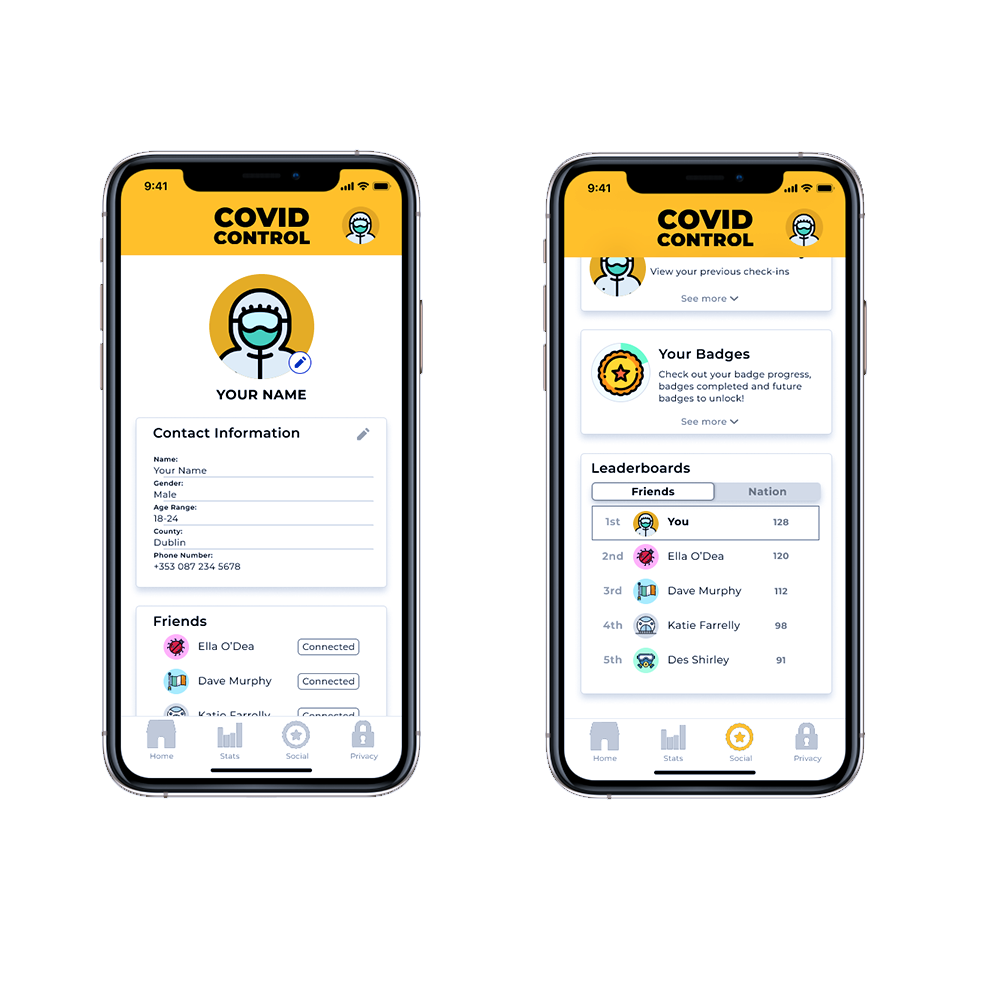 9:41
COVID
CONTROL
YOUR NAME
Contact Information
Name:
Your Name
Gender:
Male
Age Range:
18-24
County:
Dublin
Phone Number:
+353 087 234 5678
Friends
Ella O'Dea Connected
Dave Murphy Connected
Katie Farrelly Connected
Home Stats Social Privacy
9:41
COVID
CONTROL
View your previous check-ins
See more
Your Badges
Check out your badge progress,
badges completed and future
badges to unlock!
See more
Leaderboards
Friends Nation
1st You 128
2nd Ella O'Dea 120
3rd Dave Murphy 112
4th Katie Farrelly 98
5th Des Shirley 91
Home Stats Social Privacy